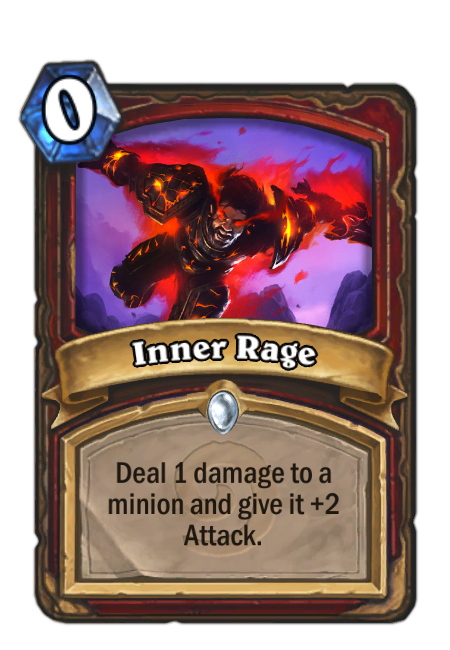 0
Inner Rage
Deal 1 damage to a
minion and give it +2
Attack.